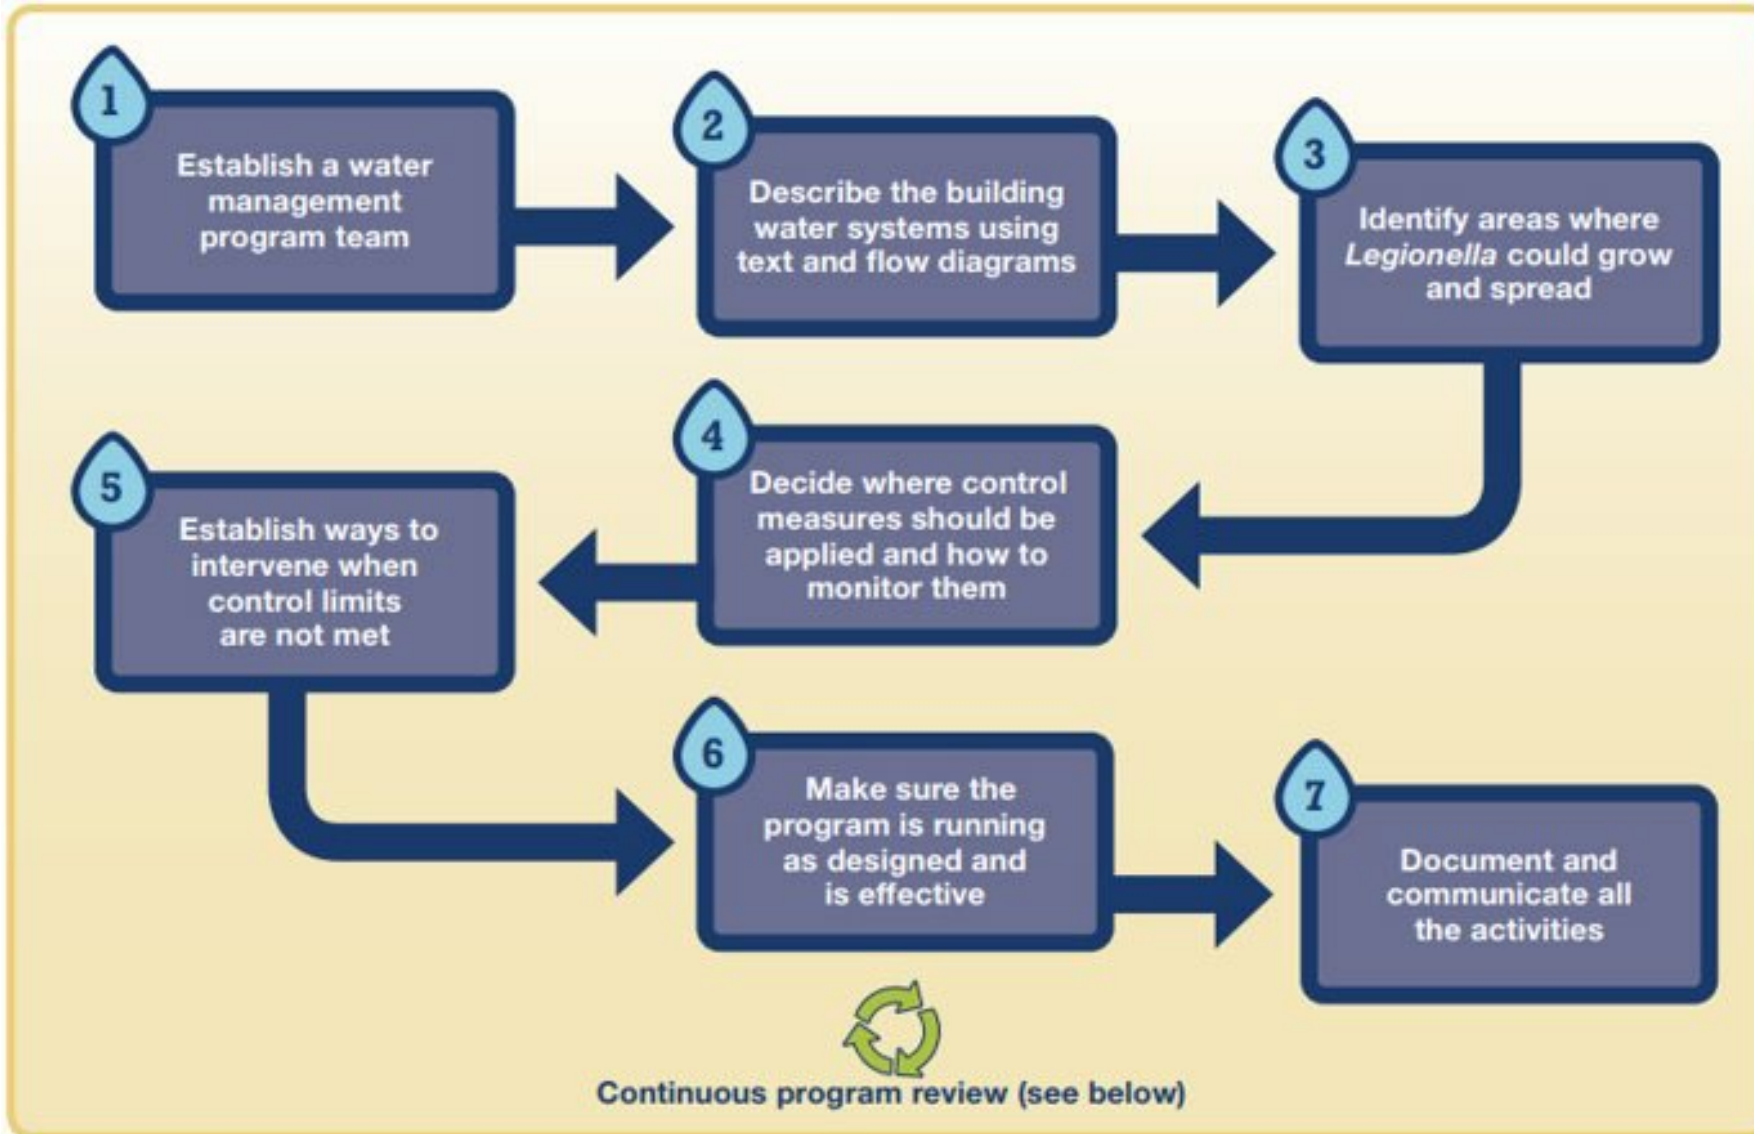 1
Establish a water
management
program team
2
Describe the building
water systems using
text and flow diagrams
3
Identify areas where
Legionella could grow
and spread
4
Decide where control
measures should be
applied and how to
monitor them
5
Establish ways to
intervene when
control limits
are not met
6
Make sure the
program is running
as designed and
is effective
7
Document and
communicate all
the activities
Continuous program review (see below)